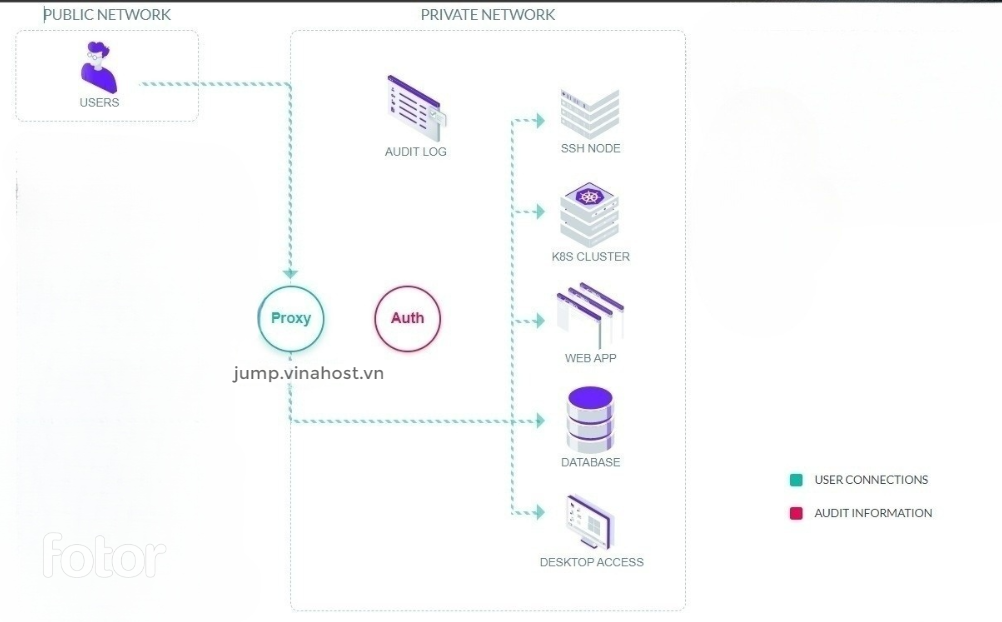 PUBLIC NETWORK
PRIVATE NETWORK
USERS
AUDIT LOG
SSH NODE
K8S CLUSTER
Proxy
Auth
jump.vinahost.vn
WEB APP
DATABASE
USER CONNECTIONS
AUDIT INFORMATION
fotor
DESKTOP ACCESS